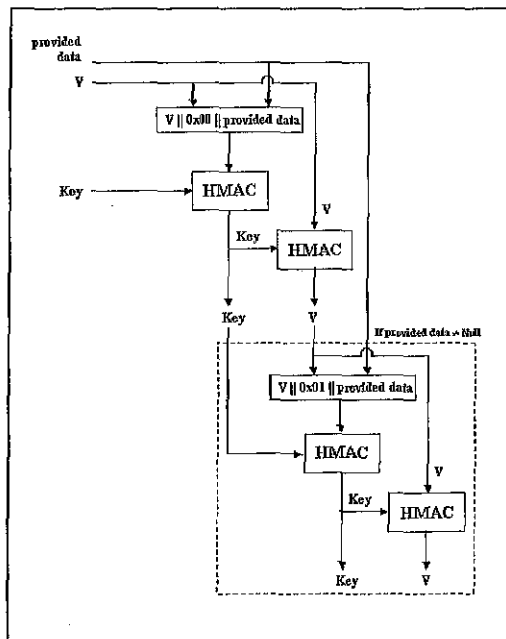 provided
data
V
V || 0x00 || provided data
Key
HMAC
V
Key
HMAC
Key
V
If provided data ≠ Null
V || 0x01 || provided data
HMAC
V
Key
HMAC
Key
V